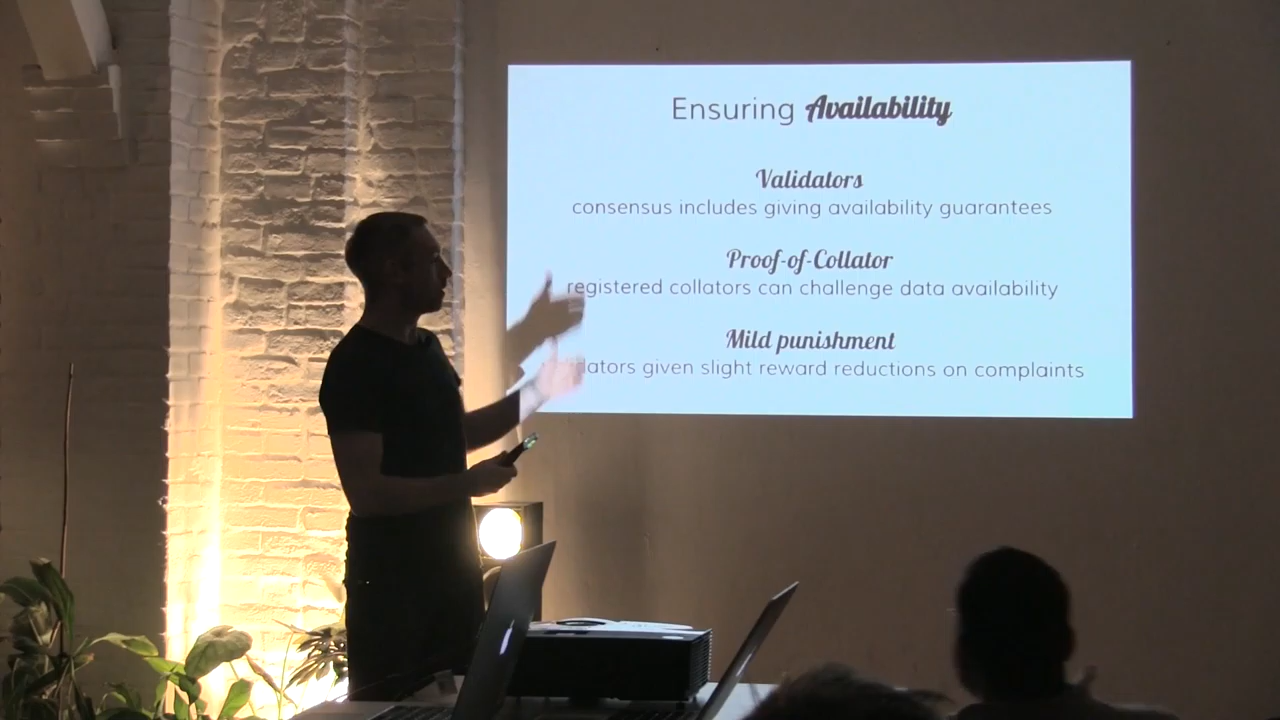 Ensuring Availability
Validators
consensus includes giving availability guarantees
Proof-of-Collator
registered collators can challenge data availability
Mild punishment
given slight reward reductions on complaints